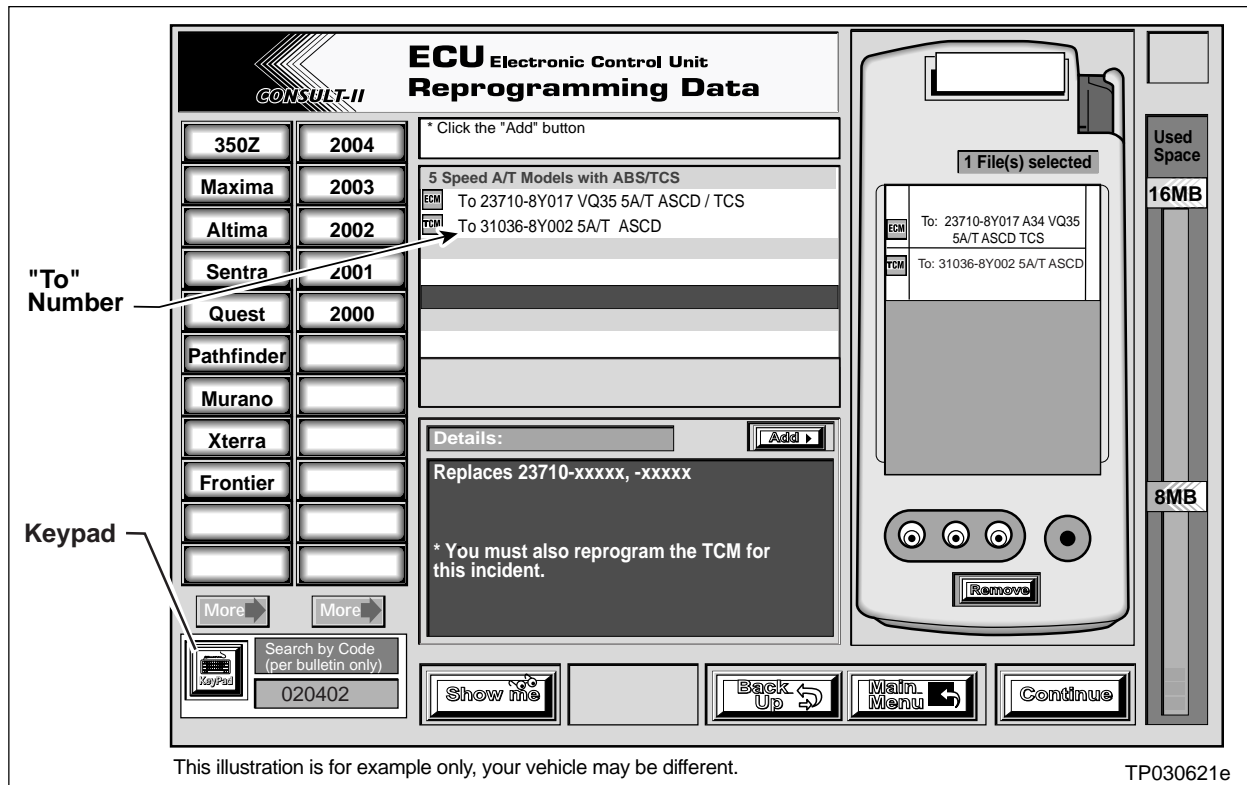 CONSULT-II
ECU Electronic Control Unit
Reprogramming Data
350Z
Maxima
Altima
Sentra
Quest
Pathfinder
Murano
Xterra
Frontier
More
2004
2003
2002
2001
2000
More
"To"
Number
Keypad
KeyPad
Search by Code
(per bulletin only)
020402
* Click the "Add" button
5 Speed A/T Models with ABS/TCS
ECM To 23710-8Y017 VQ35 5A/T ASCD / TCS
TCM To 31036-8Y002 5A/T ASCD
Details:
Add
Replaces 23710-xxxxx, -xxxxx
* You must also reprogram the TCM for
this incident.
Show me
Back
Up
Main
Menu
Continue
1 File(s) selected
ECM To: 23710-8Y017 A34 VQ35
5A/T ASCD TCS
TCM To: 31036-8Y002 5A/T ASCD
Remove
Used
Space
16MB
8MB
This illustration is for example only, your vehicle may be different.
TP030621e